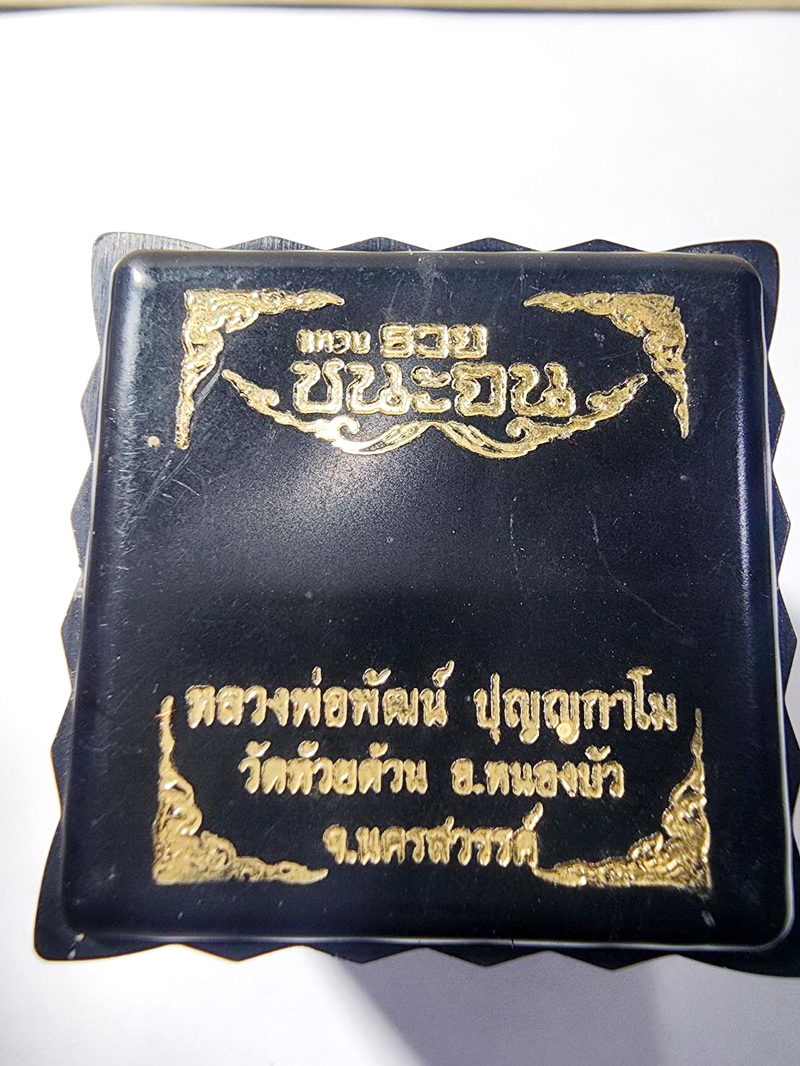 แหวน รวย
ชนะจน
หลวงพ่อพัฒน์ ปุญญกาโม
วัดห้วยด้วน อ.หนองบัว
จ.นครสวรรค์